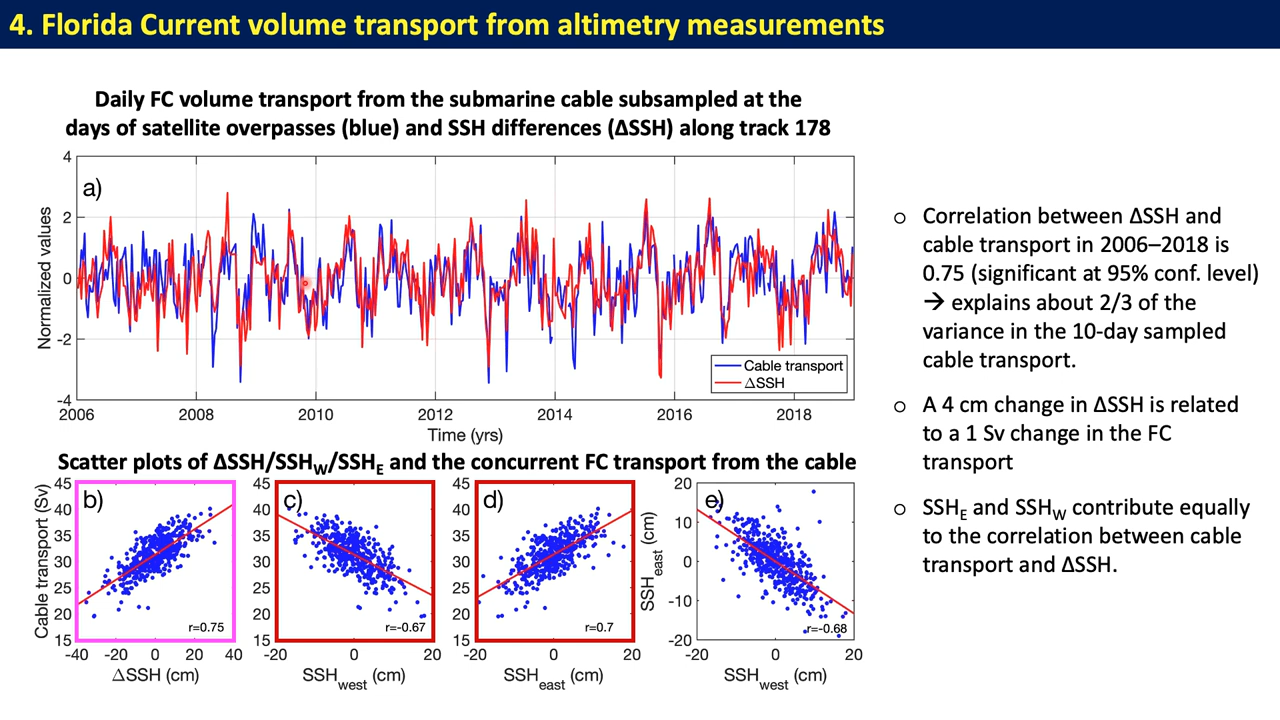 4. Florida Current volume transport from altimetry measurements
Daily FC volume transport from the submarine cable subsampled at the
days of satellite overpasses (blue) and SSH differences (ΔSSH) along track 178
4
2
0
-2
-4
Normalized values
a)
Cable transport
ΔSSH
2006 2008 2010 2012 2014 2016 2018
Time (yrs)
Scatter plots of ΔSSH/SSHW/SSHE and the concurrent FC transport from the cable
b)
45
40
35
30
25
20
15
Cable transport (Sv)
r=0.75
-40 -20 0 20 40
ΔSSH (cm)
c)
45
40
35
30
25
20
15
r=-0.67
-20 0 20
SSHwest (cm)
d)
45
40
35
30
25
20
15
r=0.7
-20 0 20
SSHeast (cm)
e)
20
10
0
-10
-20
SSHeast (cm)
r=-0.68
-20 0 20
SSHwest (cm)
○ Correlation between ΔSSH and
cable transport in 2006–2018 is
0.75 (significant at 95% conf. level)
→ explains about 2/3 of the
variance in the 10-day sampled
cable transport.
○ A 4 cm change in ΔSSH is related
to a 1 Sv change in the FC
transport
○ SSHE and SSHW contribute equally
to the correlation between cable
transport and ΔSSH.